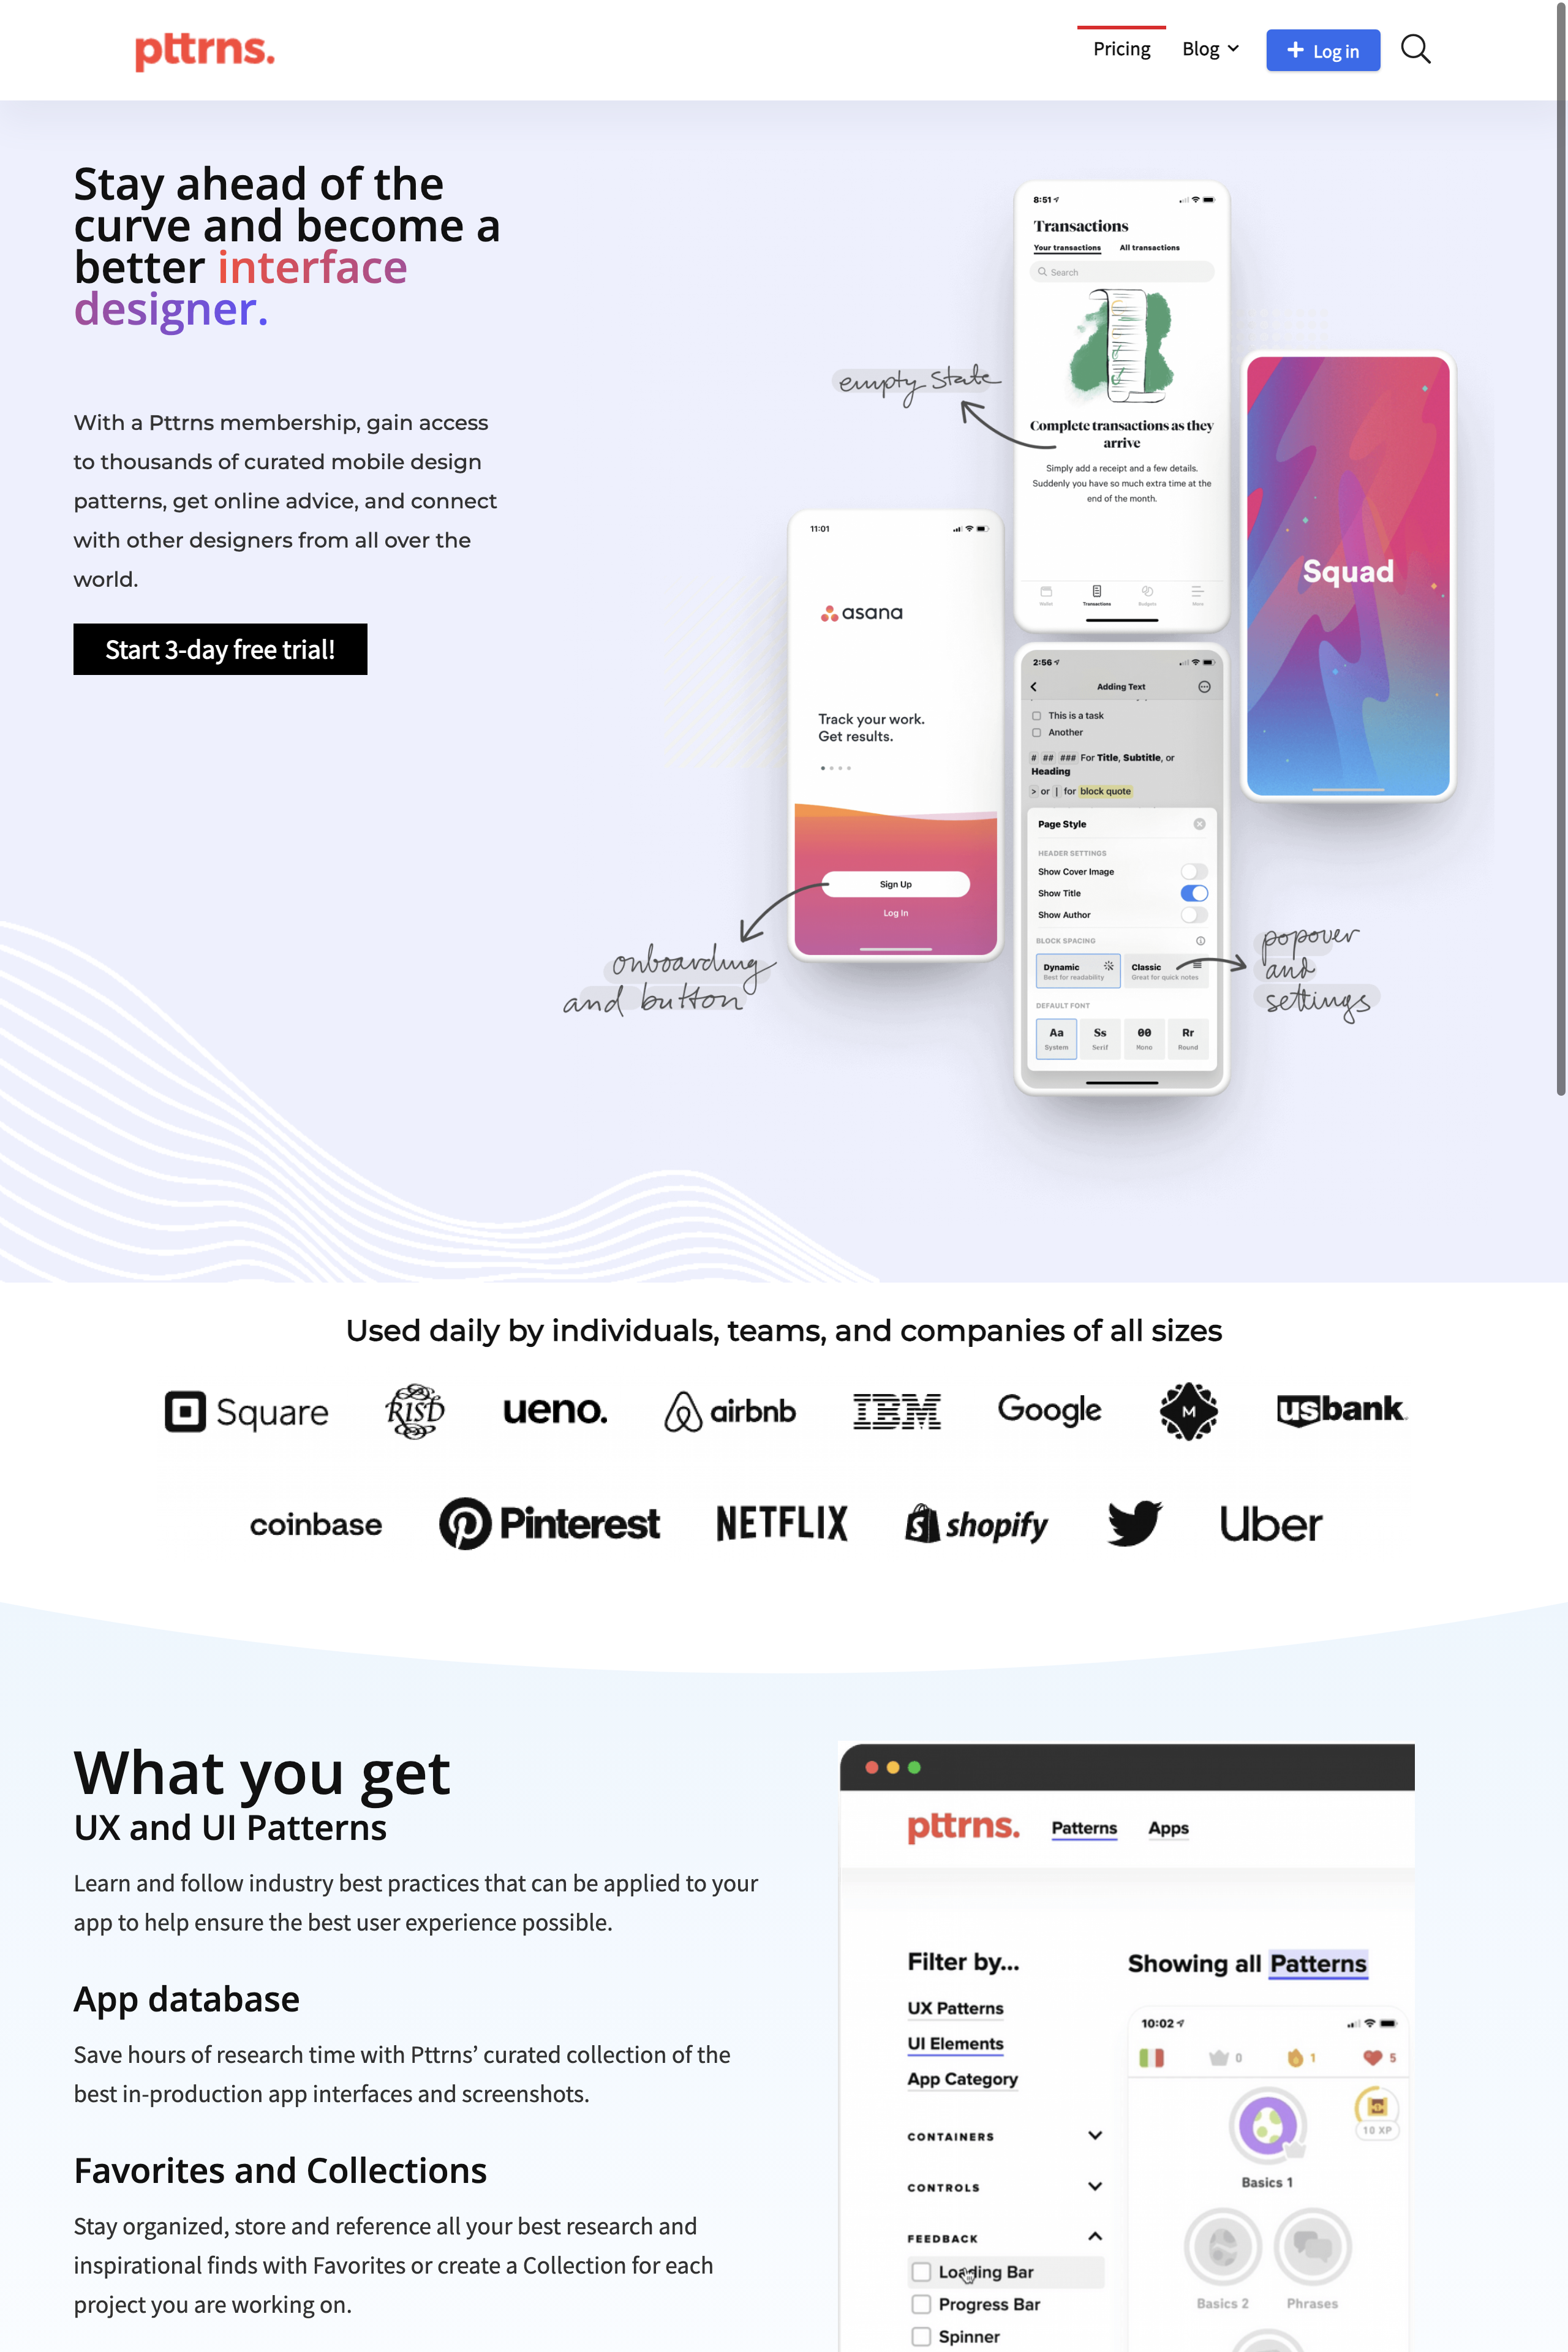 pttrns.
Pricing
Blog
+ Log in
Stay ahead of the
curve and become a
better interface
designer.
With a Pttrns membership, gain access
to thousands of curated mobile design
patterns, get online advice, and connect
with other designers from all over the
world.
Start 3-day free trial!
8:51
Transactions
Your transactions
All transactions
Search
empty state
Complete transactions as they
arrive
Simply add a receipt and a few details.
Suddenly you have so much extra time at the
end of the month.
Wallet
Transactions
Budgets
More
Squad
11:01
asana
Track your work.
Get results.
Sign Up
Log In
onboarding
and button
2:56
Adding Text
This is a task
Another
# ## ### For Title, Subtitle, or
Heading
> or | for block quote
Page Style
HEADER SETTINGS
Show Cover Image
Show Title
Show Author
BLOCK SPACING
Dynamic
Best for readability
Classic
Great for quick notes
DEFAULT FONT
Aa
System
Ss
Serif
00
Mono
Rr
Round
popover
and
settings
Used daily by individuals, teams, and companies of all sizes
Square
RISD
ueno.
airbnb
IBM
Google
M
usbank
coinbase
Pinterest
NETFLIX
shopify
Uber
What you get
UX and UI Patterns
Learn and follow industry best practices that can be applied to your
app to help ensure the best user experience possible.
App database
Save hours of research time with Pttrns’ curated collection of the
best in-production app interfaces and screenshots.
Favorites and Collections
Stay organized, store and reference all your best research and
inspirational finds with Favorites or create a Collection for each
project you are working on.
pttrns.
Patterns
Apps
Filter by...
UX Patterns
UI Elements
App Category
CONTAINERS
CONTROLS
FEEDBACK
Loading Bar
Progress Bar
Spinner
Showing all Patterns
10:02
0
1
5
10 XP
Basics 1
Basics 2
Phrases